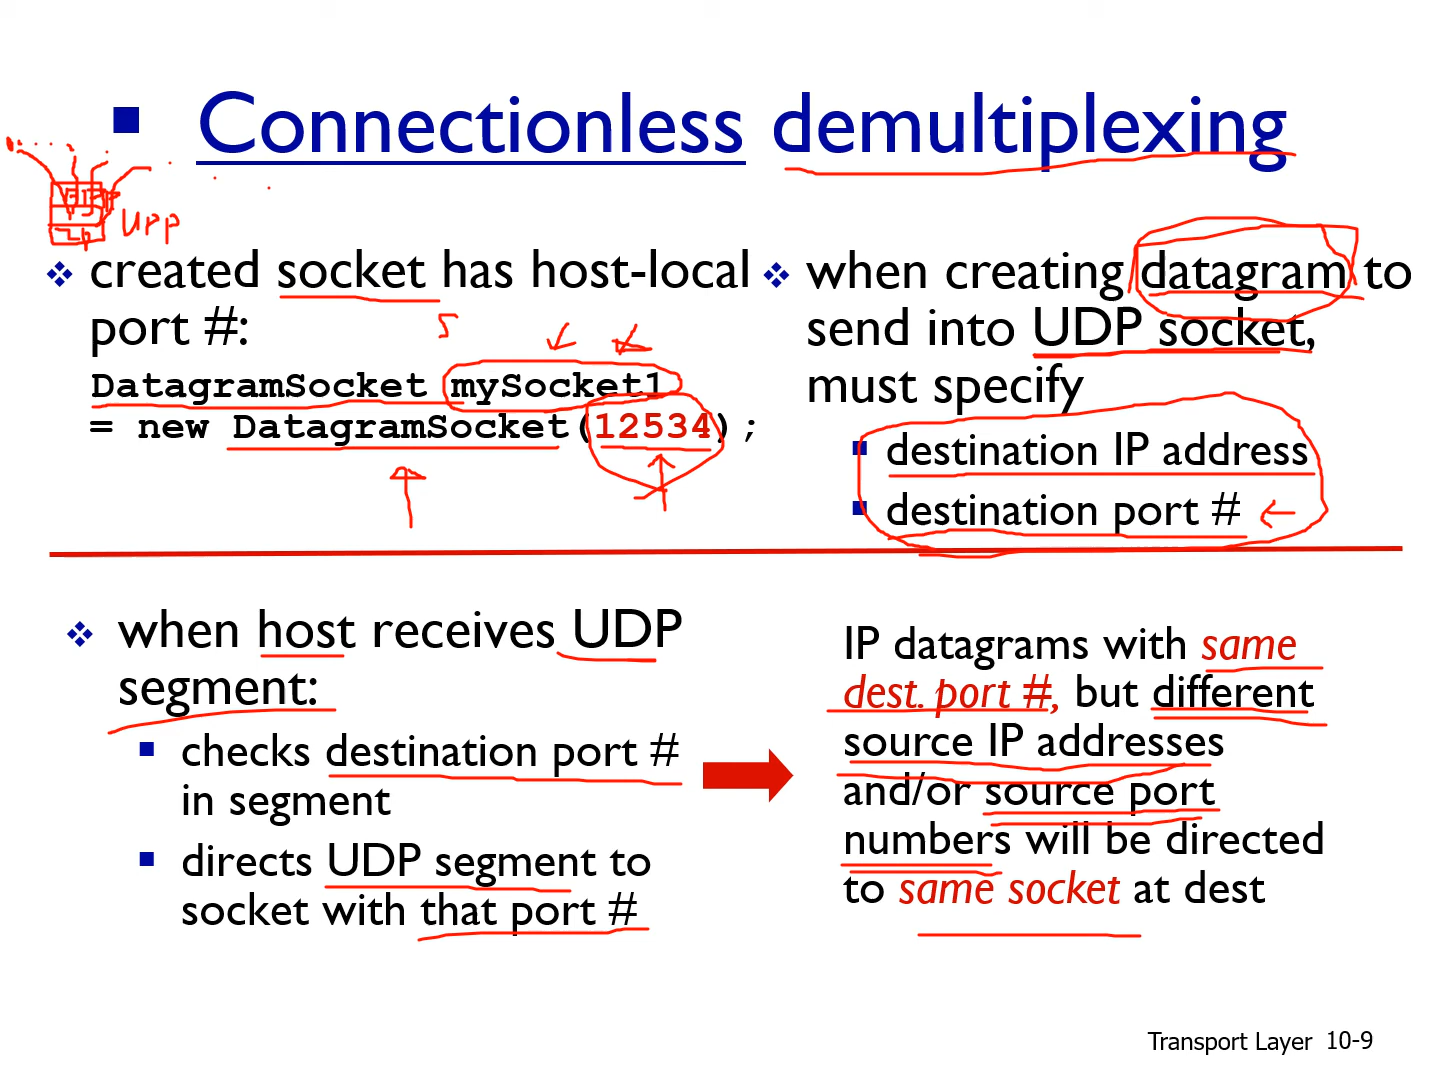 Connectionless demultiplexing
created socket has host-local
port #:
DatagramSocket mySocket1
= new DatagramSocket(12534);
when creating datagram to
send into UDP socket,
must specify
destination IP address
destination port #
when host receives UDP
segment:
checks destination port #
in segment
directs UDP segment to
socket with that port #
IP datagrams with same
dest. port #, but different
source IP addresses
and/or source port
numbers will be directed
to same socket at dest
Transport Layer 10-9